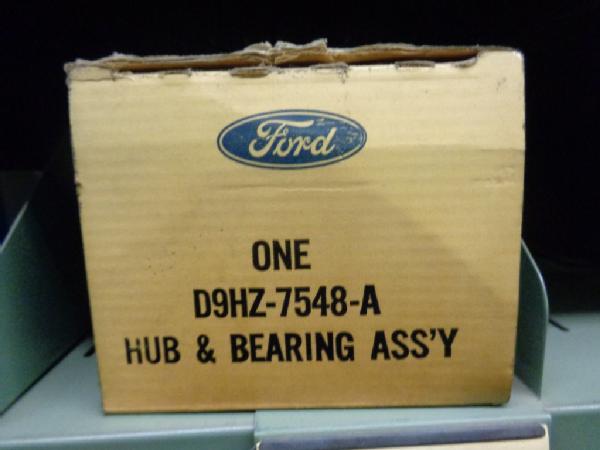 Ford
ONE
D9HZ-7548-A
HUB & BEARING ASS'Y